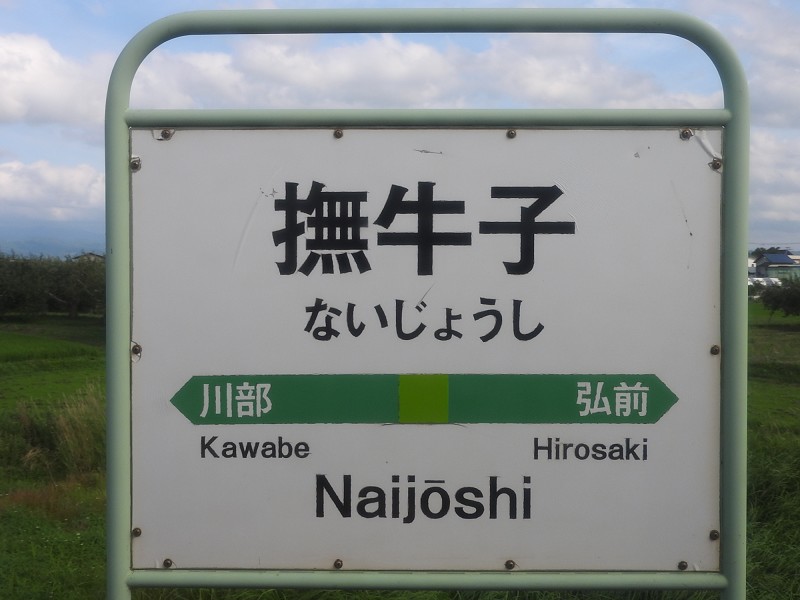 撫牛子
ないじょうし
川部 弘前
Kawabe Hirosaki
Naijōshi